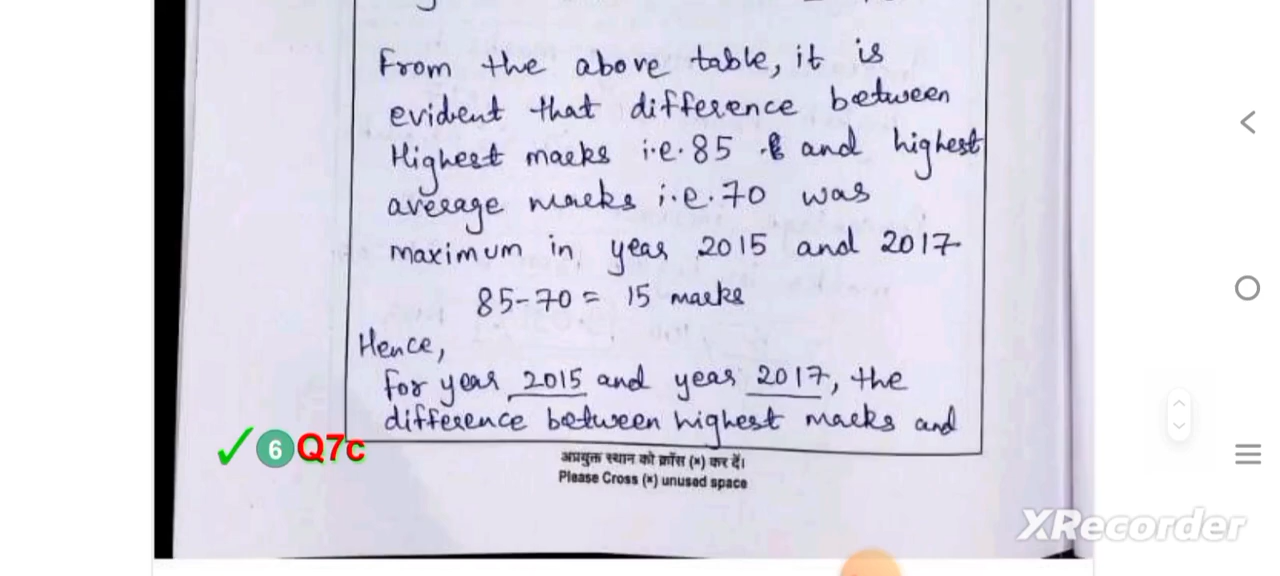 From the above table, it is
evident that difference between
Highest marks i.e. 85 and highest
average marks i.e. 70 was
maximum in year 2015 and 2017
85-70 = 15 marks
Hence,
For year 2015 and year 2017, the
difference between highest marks and
✓ 6 Q7c
अप्रयुक्त स्थान को क्रॉस (×) कर दें।
Please Cross (×) unused space
XRecorder